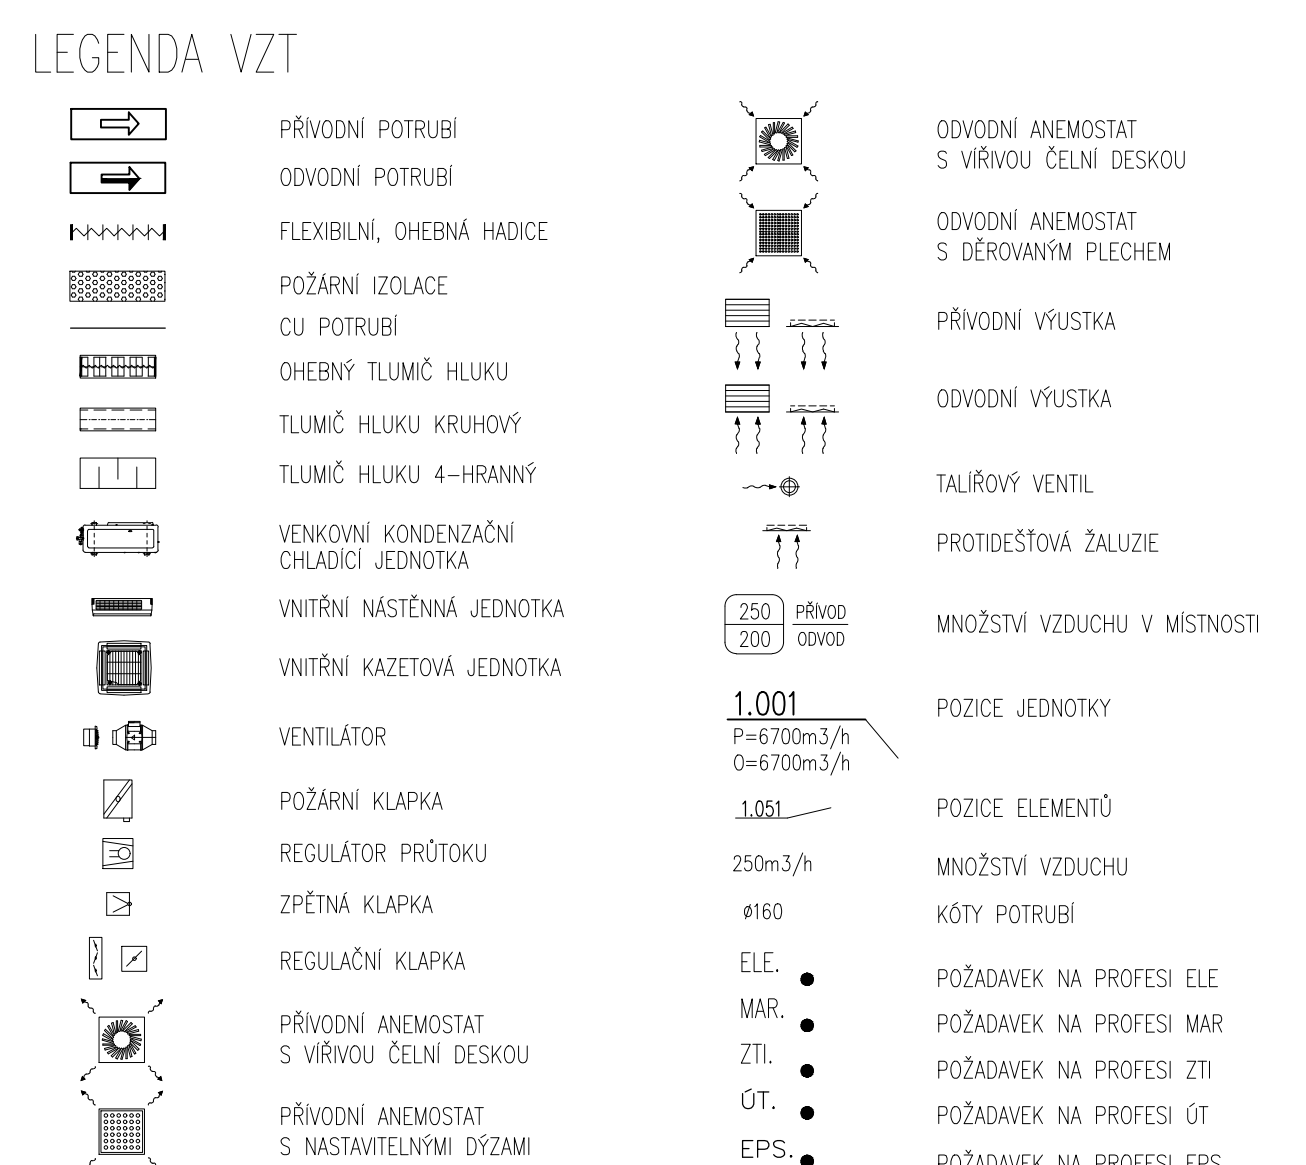 LEGENDA VZT
PŘÍVODNÍ POTRUBÍ
ODVODNÍ POTRUBÍ
FLEXIBILNÍ, OHEBNÁ HADICE
POŽÁRNÍ IZOLACE
CU POTRUBÍ
OHEBNÝ TLUMIČ HLUKU
TLUMIČ HLUKU KRUHOVÝ
TLUMIČ HLUKU 4-HRANNÝ
VENKOVNÍ KONDENZAČNÍ
CHLADÍCÍ JEDNOTKA
VNITŘNÍ NÁSTĚNNÁ JEDNOTKA
VNITŘNÍ KAZETOVÁ JEDNOTKA
VENTILÁTOR
POŽÁRNÍ KLAPKA
REGULÁTOR PRŮTOKU
ZPĚTNÁ KLAPKA
REGULAČNÍ KLAPKA
PŘÍVODNÍ ANEMOSTAT
S VÍŘIVOU ČELNÍ DESKOU
PŘÍVODNÍ ANEMOSTAT
S NASTAVITELNÝMI DÝZAMI
ODVODNÍ ANEMOSTAT
S VÍŘIVOU ČELNÍ DESKOU
ODVODNÍ ANEMOSTAT
S DĚROVANÝM PLECHEM
PŘÍVODNÍ VÝUSTKA
ODVODNÍ VÝUSTKA
TALÍŘOVÝ VENTIL
PROTIDEŠŤOVÁ ŽALUZIE
250 PŘÍVOD
200 ODVOD
MNOŽSTVÍ VZDUCHU V MÍSTNOSTI
1.001
P=6700m3/h
O=6700m3/h
POZICE JEDNOTKY
1.051
POZICE ELEMENTŮ
250m3/h
MNOŽSTVÍ VZDUCHU
ø160
KÓTY POTRUBÍ
ELE.
POŽADAVEK NA PROFESI ELE
MAR.
POŽADAVEK NA PROFESI MAR
ZTI.
POŽADAVEK NA PROFESI ZTI
ÚT.
POŽADAVEK NA PROFESI ÚT
EPS.
POŽADAVEK NA PROFESI EPS